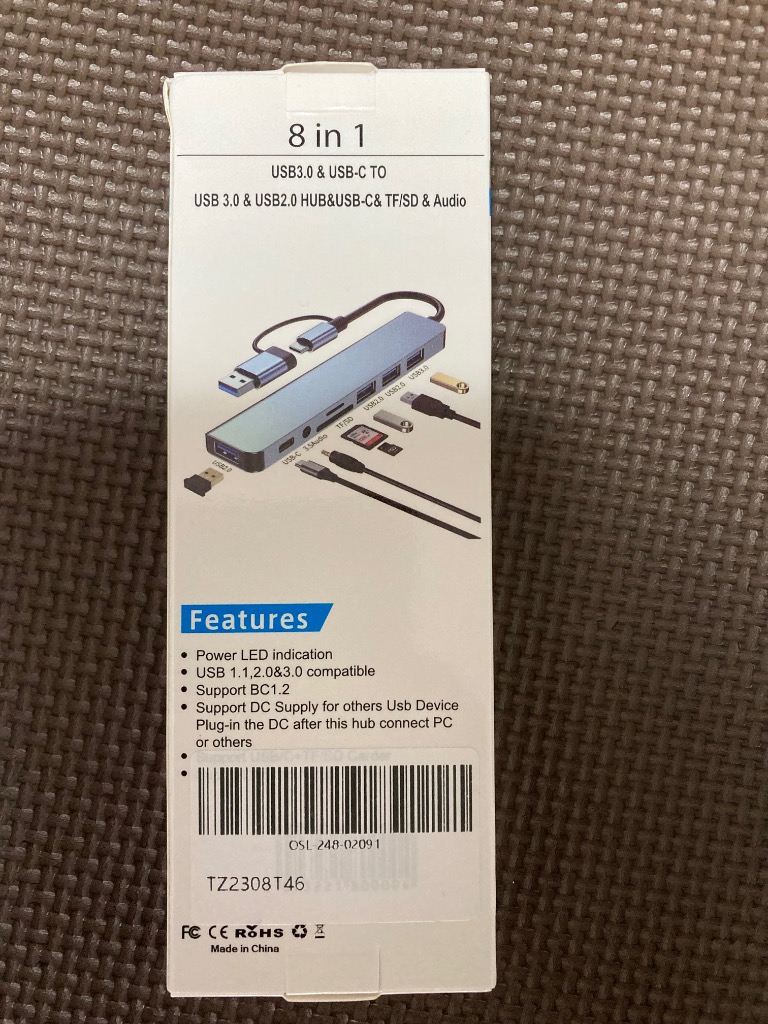 8 in 1
USB3.0 & USB-C TO
USB 3.0 & USB2.0 HUB&USB-C& TF/SD & Audio
USB2.0 USB2.0 USB3.0
USB-C 3.5Audio TF/SD
USB2.0
Features
• Power LED indication
• USB 1.1,2.0&3.0 compatible
• Support BC1.2
• Support DC Supply for others Usb Device
Plug-in the DC after this hub connect PC
or others
OSL-248-02091
TZ2308T46
FC CE RoHS
Made in China